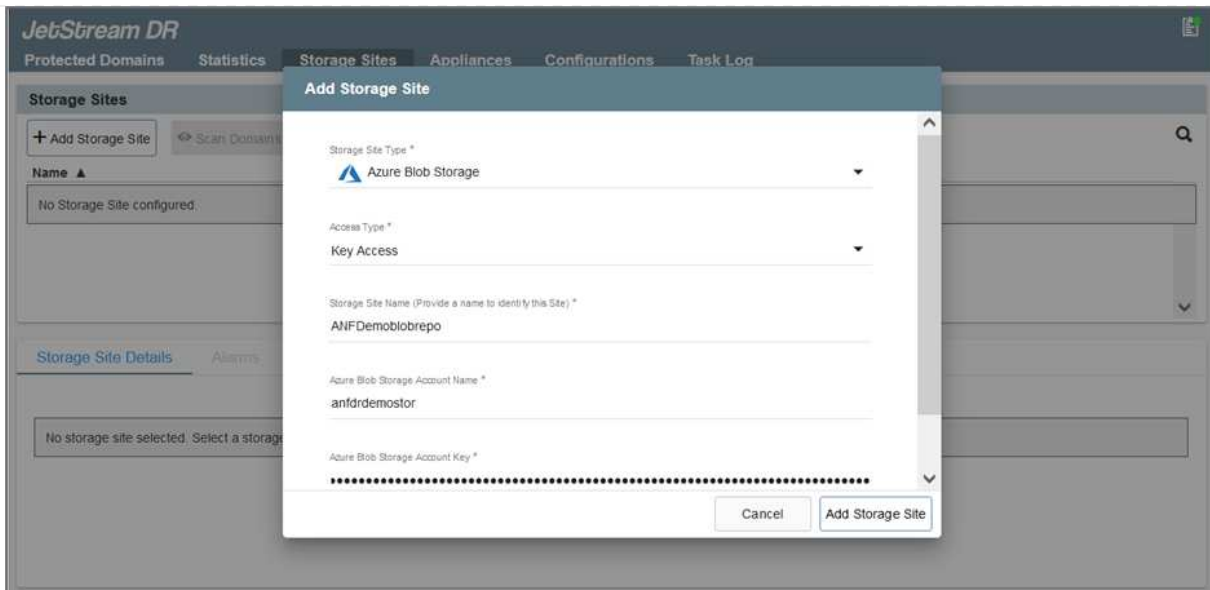 JetStream DR
Protected Domains Statistics Storage Sites Appliances Configurations Task Log
Storage Sites
+ Add Storage Site Scan Domains
Name ▲
No Storage Site configured.
Storage Site Details Alarms
No storage site selected. Select a storage
Add Storage Site
Storage Site Type *
Azure Blob Storage
Access Type *
Key Access
Storage Site Name (Provide a name to identify this Site) *
ANFDemoblobrepo
Azure Blob Storage Account Name *
anfdrdemostor
Azure Blob Storage Account Key *
Cancel Add Storage Site